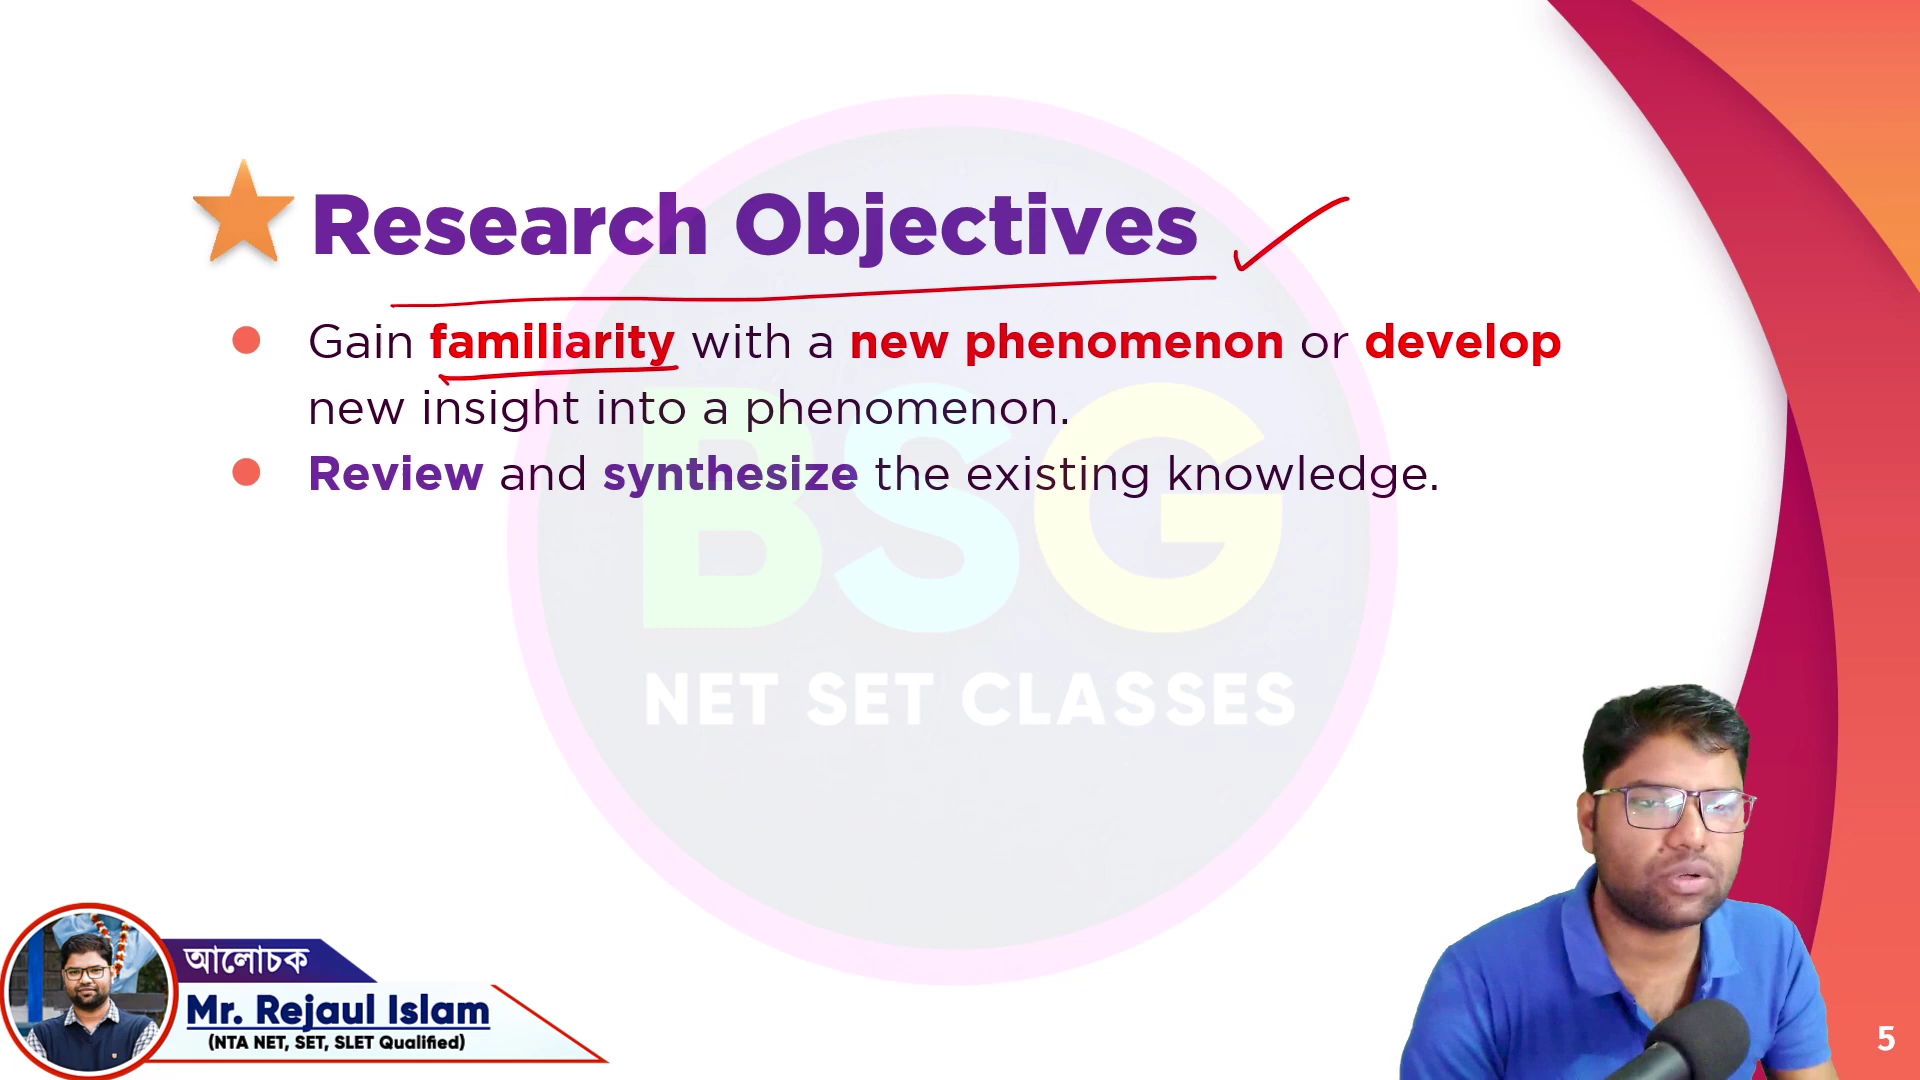 Research Objectives
Gain familiarity with a new phenomenon or develop
new insight into a phenomenon.
Review and synthesize the existing knowledge.
BSG
NET SET CLASSES
আলোচক
Mr. Rejaul Islam
(NTA NET, SET, SLET Qualified)
5